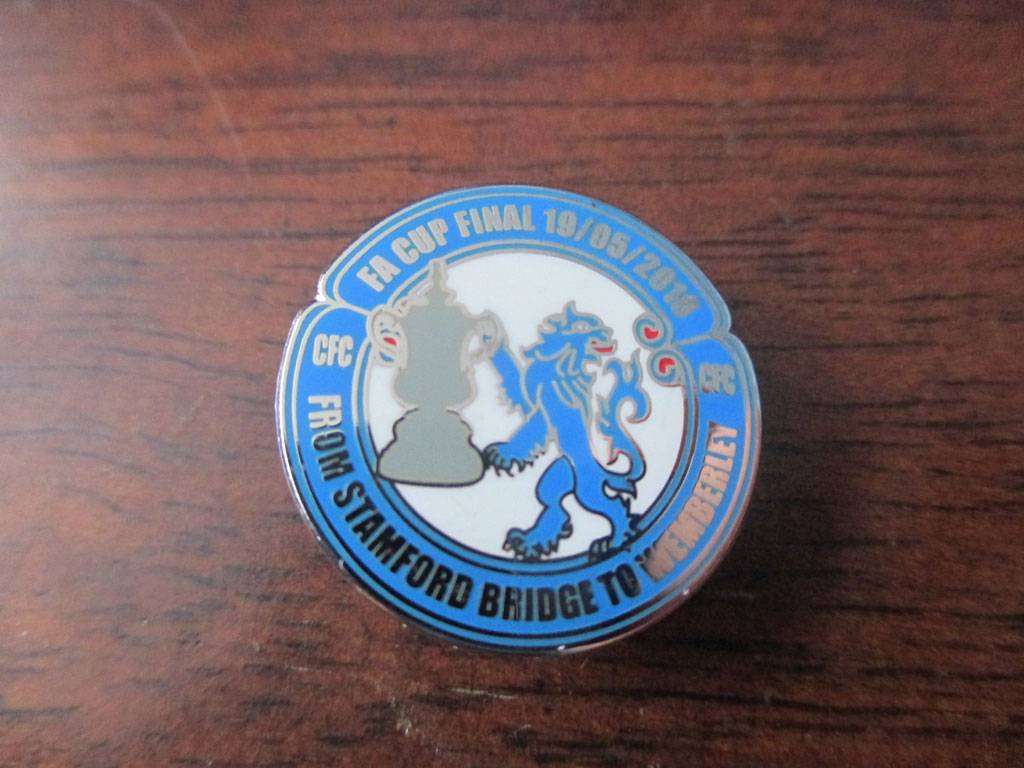 FA CUP FINAL 19/05/2018
CFC
CFC
FROM STAMFORD BRIDGE TO WEMBERLEY